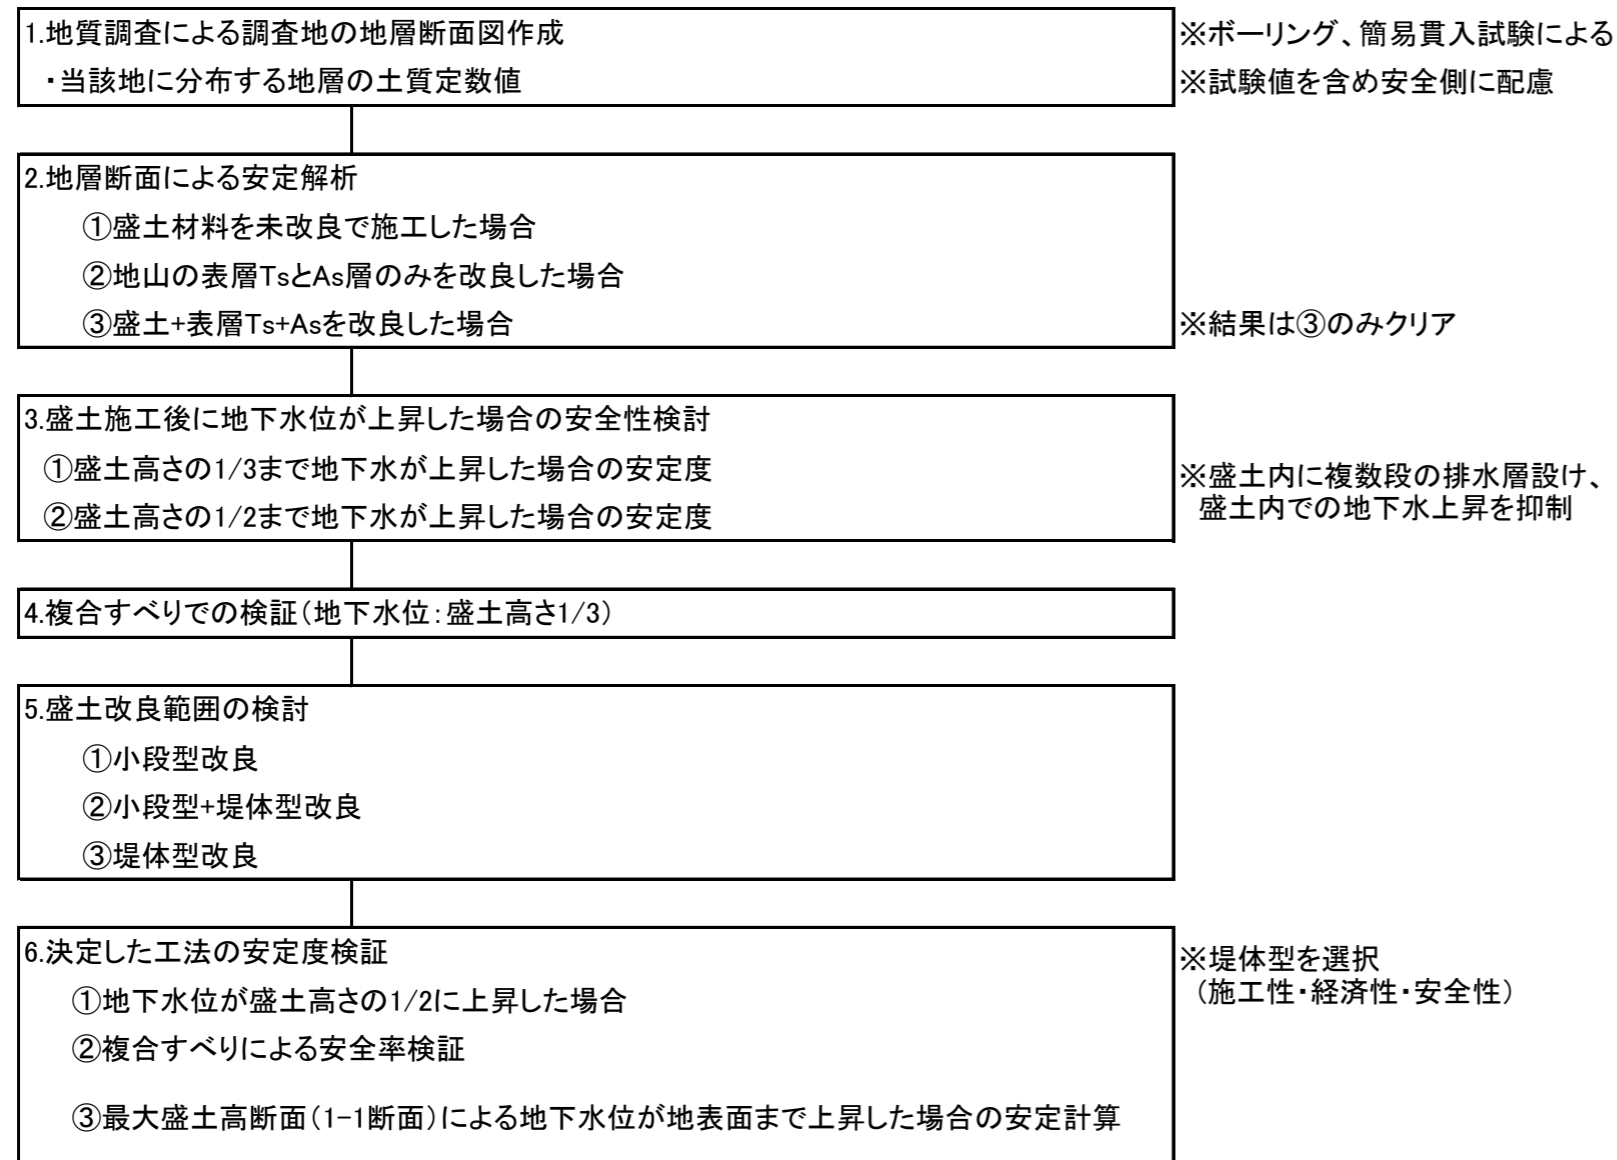 1.地質調査による調査地の地層断面図作成
※ボーリング、簡易貫入試験による
・当該地に分布する地層の土質定数値
※試験値を含め安全側に配慮
2.地層断面による安定解析
①盛土材料を未改良で施工した場合
②地山の表層TsとAs層のみを改良した場合
③盛土+表層Ts+Asを改良した場合
※結果は③のみクリア
3.盛土施工後に地下水位が上昇した場合の安全性検討
①盛土高さの1/3まで地下水が上昇した場合の安定度
②盛土高さの1/2まで地下水が上昇した場合の安定度
※盛土内に複数段の排水層設け、
盛土内での地下水上昇を抑制
4.複合すべりでの検証(地下水位:盛土高さ1/3)
5.盛土改良範囲の検討
①小段型改良
②小段型+堤体型改良
③堤体型改良
6.決定した工法の安定度検証
※堤体型を選択
(施工性・経済性・安全性)
①地下水位が盛土高さの1/2に上昇した場合
②複合すべりによる安全率検証
③最大盛土高断面(1-1断面)による地下水位が地表面まで上昇した場合の安定計算